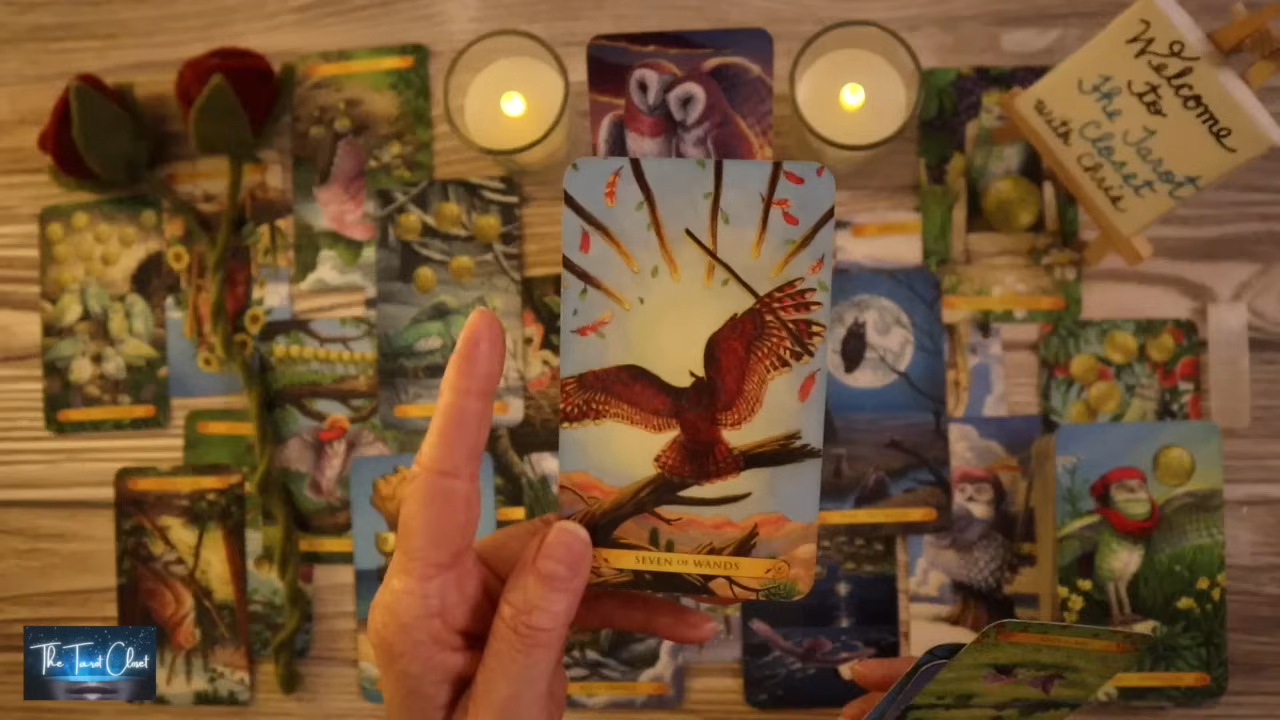 Welcome
to
The Tarot
Closet
with Chris
SEVEN OF WANDS
The Tarot Closet